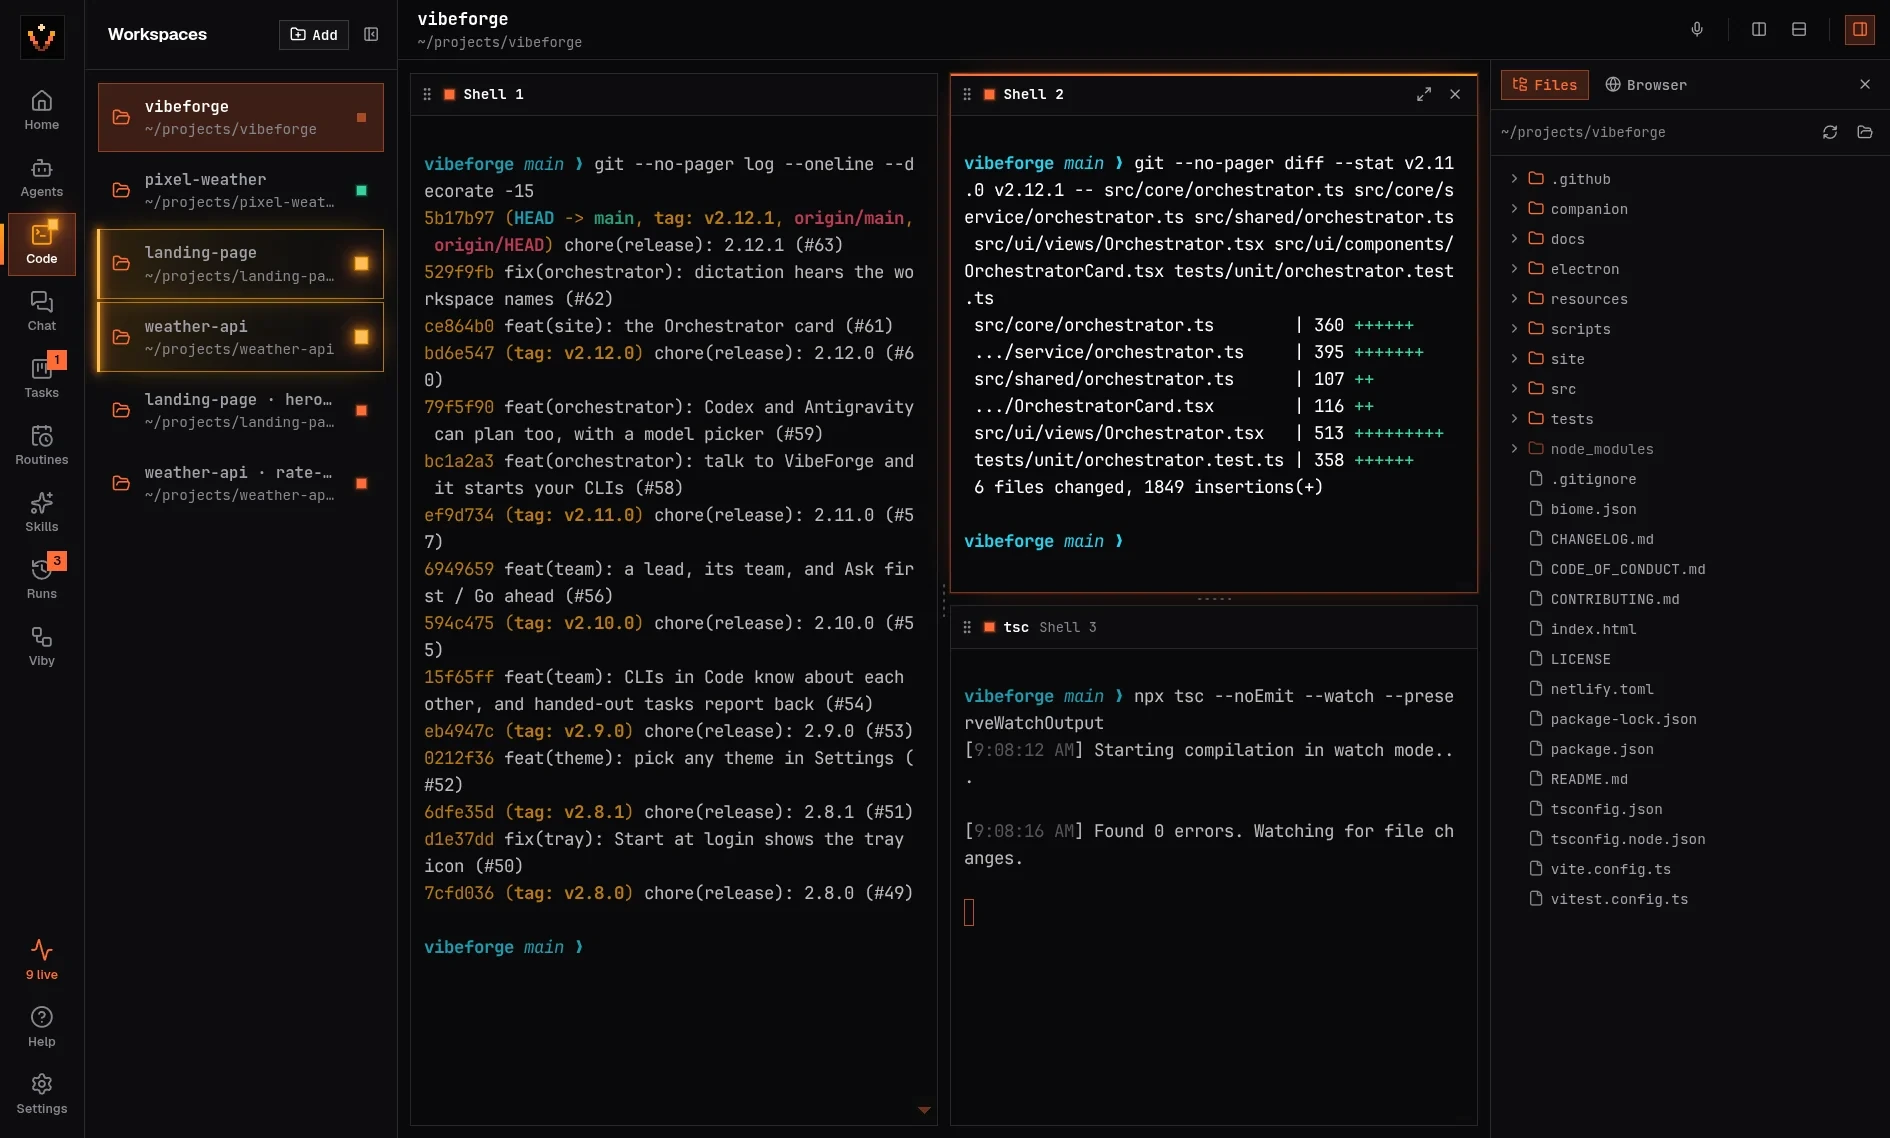 Home
Agents
Code
Chat
1
Tasks
Routines
Skills
3
Runs
Viby
9 live
Help
Settings
Workspaces
Add
vibeforge
~/projects/vibeforge
pixel-weather
~/projects/pixel-weat…
landing-page
~/projects/landing-pa…
weather-api
~/projects/weather-api
landing-page · hero…
~/projects/landing-pa…
weather-api · rate-…
~/projects/weather-ap…
vibeforge
~/projects/vibeforge
Shell 1
vibeforge main ❯ git --no-pager log --oneline --d
ecorate -15
5b17b97 (HEAD -> main, tag: v2.12.1, origin/main,
origin/HEAD) chore(release): 2.12.1 (#63)
529f9fb fix(orchestrator): dictation hears the wo
rkspace names (#62)
ce864b0 feat(site): the Orchestrator card (#61)
bd6e547 (tag: v2.12.0) chore(release): 2.12.0 (#6
0)
79f5f90 feat(orchestrator): Codex and Antigravity
can plan too, with a model picker (#59)
bc1a2a3 feat(orchestrator): talk to VibeForge and
it starts your CLIs (#58)
ef9d734 (tag: v2.11.0) chore(release): 2.11.0 (#5
7)
6949659 feat(team): a lead, its team, and Ask fir
st / Go ahead (#56)
594c475 (tag: v2.10.0) chore(release): 2.10.0 (#5
5)
15f65ff feat(team): CLIs in Code know about each
other, and handed-out tasks report back (#54)
eb4947c (tag: v2.9.0) chore(release): 2.9.0 (#53)
0212f36 feat(theme): pick any theme in Settings (
#52)
6dfe35d (tag: v2.8.1) chore(release): 2.8.1 (#51)
d1e37dd fix(tray): Start at login shows the tray
icon (#50)
7cfd036 (tag: v2.8.0) chore(release): 2.8.0 (#49)
vibeforge main ❯
Shell 2
vibeforge main ❯ git --no-pager diff --stat v2.11
.0 v2.12.1 -- src/core/orchestrator.ts src/core/s
ervice/orchestrator.ts src/shared/orchestrator.ts
src/ui/views/Orchestrator.tsx src/ui/components/
OrchestratorCard.tsx tests/unit/orchestrator.test
.ts
src/core/orchestrator.ts | 360 ++++++
.../service/orchestrator.ts | 395 +++++++
src/shared/orchestrator.ts | 107 ++
.../OrchestratorCard.tsx | 116 ++
src/ui/views/Orchestrator.tsx | 513 +++++++++
tests/unit/orchestrator.test.ts | 358 ++++++
6 files changed, 1849 insertions(+)
vibeforge main ❯
tsc Shell 3
vibeforge main ❯ npx tsc --noEmit --watch --prese
rveWatchOutput
[9:08:12 AM] Starting compilation in watch mode..
.
[9:08:16 AM] Found 0 errors. Watching for file ch
anges.
Files
Browser
~/projects/vibeforge
.github
companion
docs
electron
resources
scripts
site
src
tests
node_modules
.gitignore
biome.json
CHANGELOG.md
CODE_OF_CONDUCT.md
CONTRIBUTING.md
index.html
LICENSE
netlify.toml
package-lock.json
package.json
README.md
tsconfig.json
tsconfig.node.json
vite.config.ts
vitest.config.ts